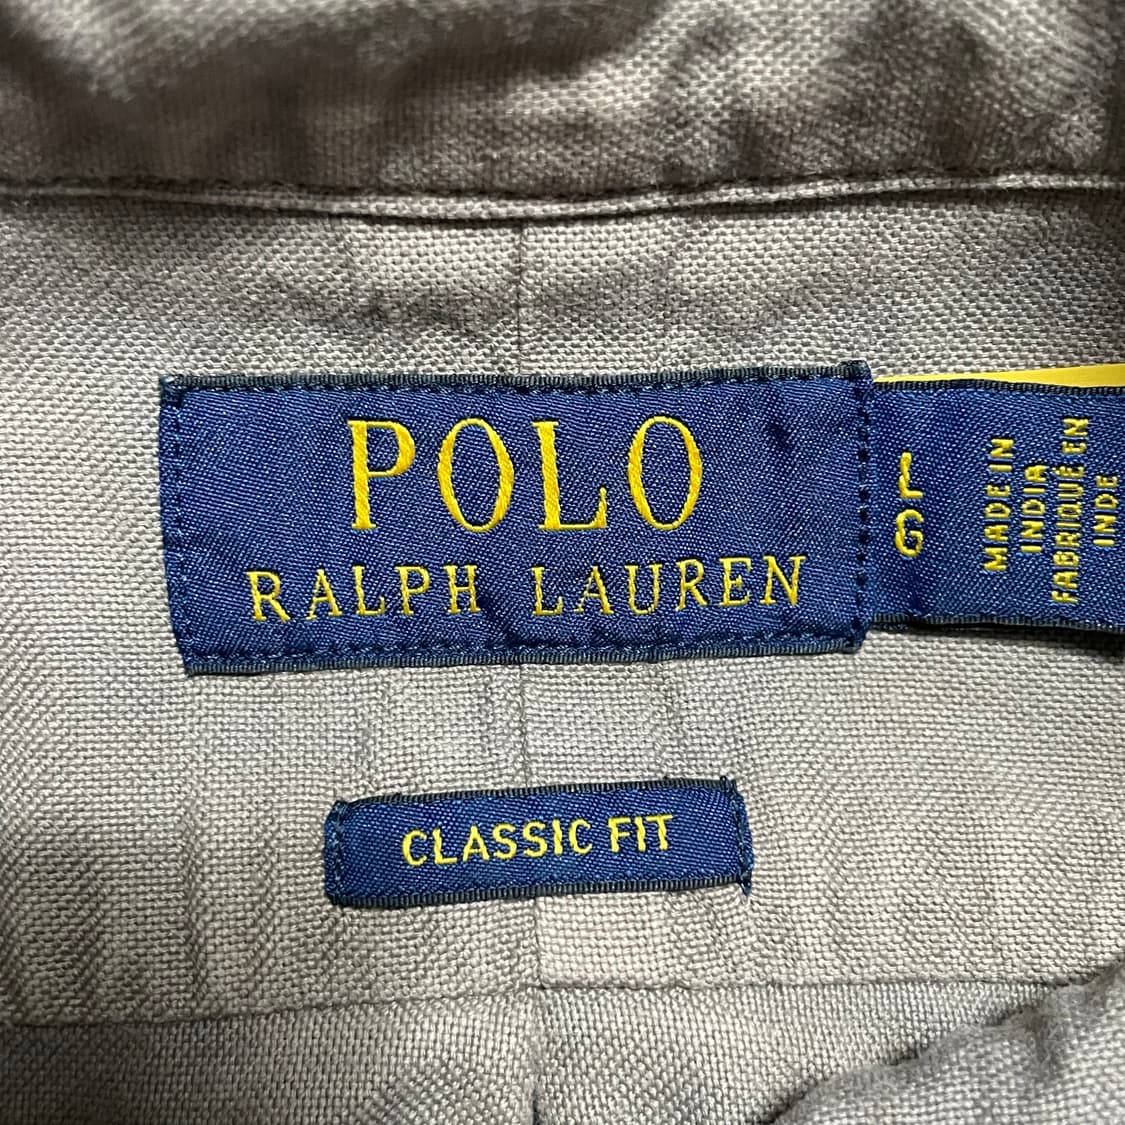 POLO
RALPH LAUREN
L
G
MADE IN
INDIA
FABRIQUÉ EN
INDE
CLASSIC FIT